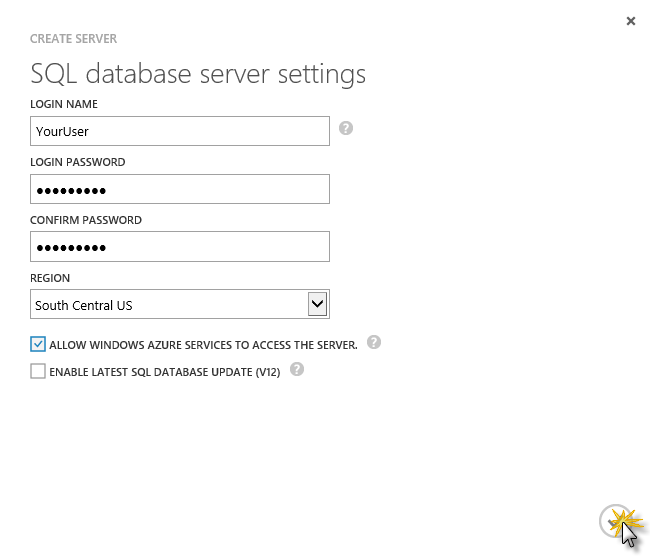 CREATE SERVER
SQL database server settings
LOGIN NAME
YourUser
?
LOGIN PASSWORD
●●●●●●●●●
CONFIRM PASSWORD
●●●●●●●●●
REGION
South Central US
ALLOW WINDOWS AZURE SERVICES TO ACCESS THE SERVER. ?
ENABLE LATEST SQL DATABASE UPDATE (V12) ?